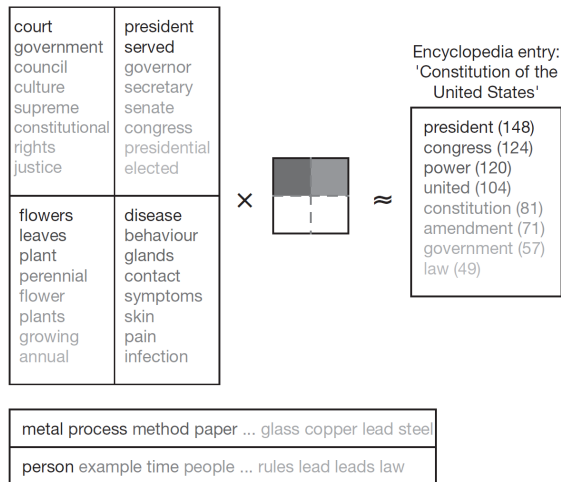 court
government
council
culture
supreme
constitutional
rights
justice
president
served
governor
secretary
senate
congress
presidential
elected
flowers
leaves
plant
perennial
flower
plants
growing
annual
disease
behaviour
glands
contact
symptoms
skin
pain
infection
×
≈
Encyclopedia entry:
'Constitution of the
United States'
president (148)
congress (124)
power (120)
united (104)
constitution (81)
amendment (71)
government (57)
law (49)
metal process method paper ... glass copper lead steel
person example time people ... rules lead leads law